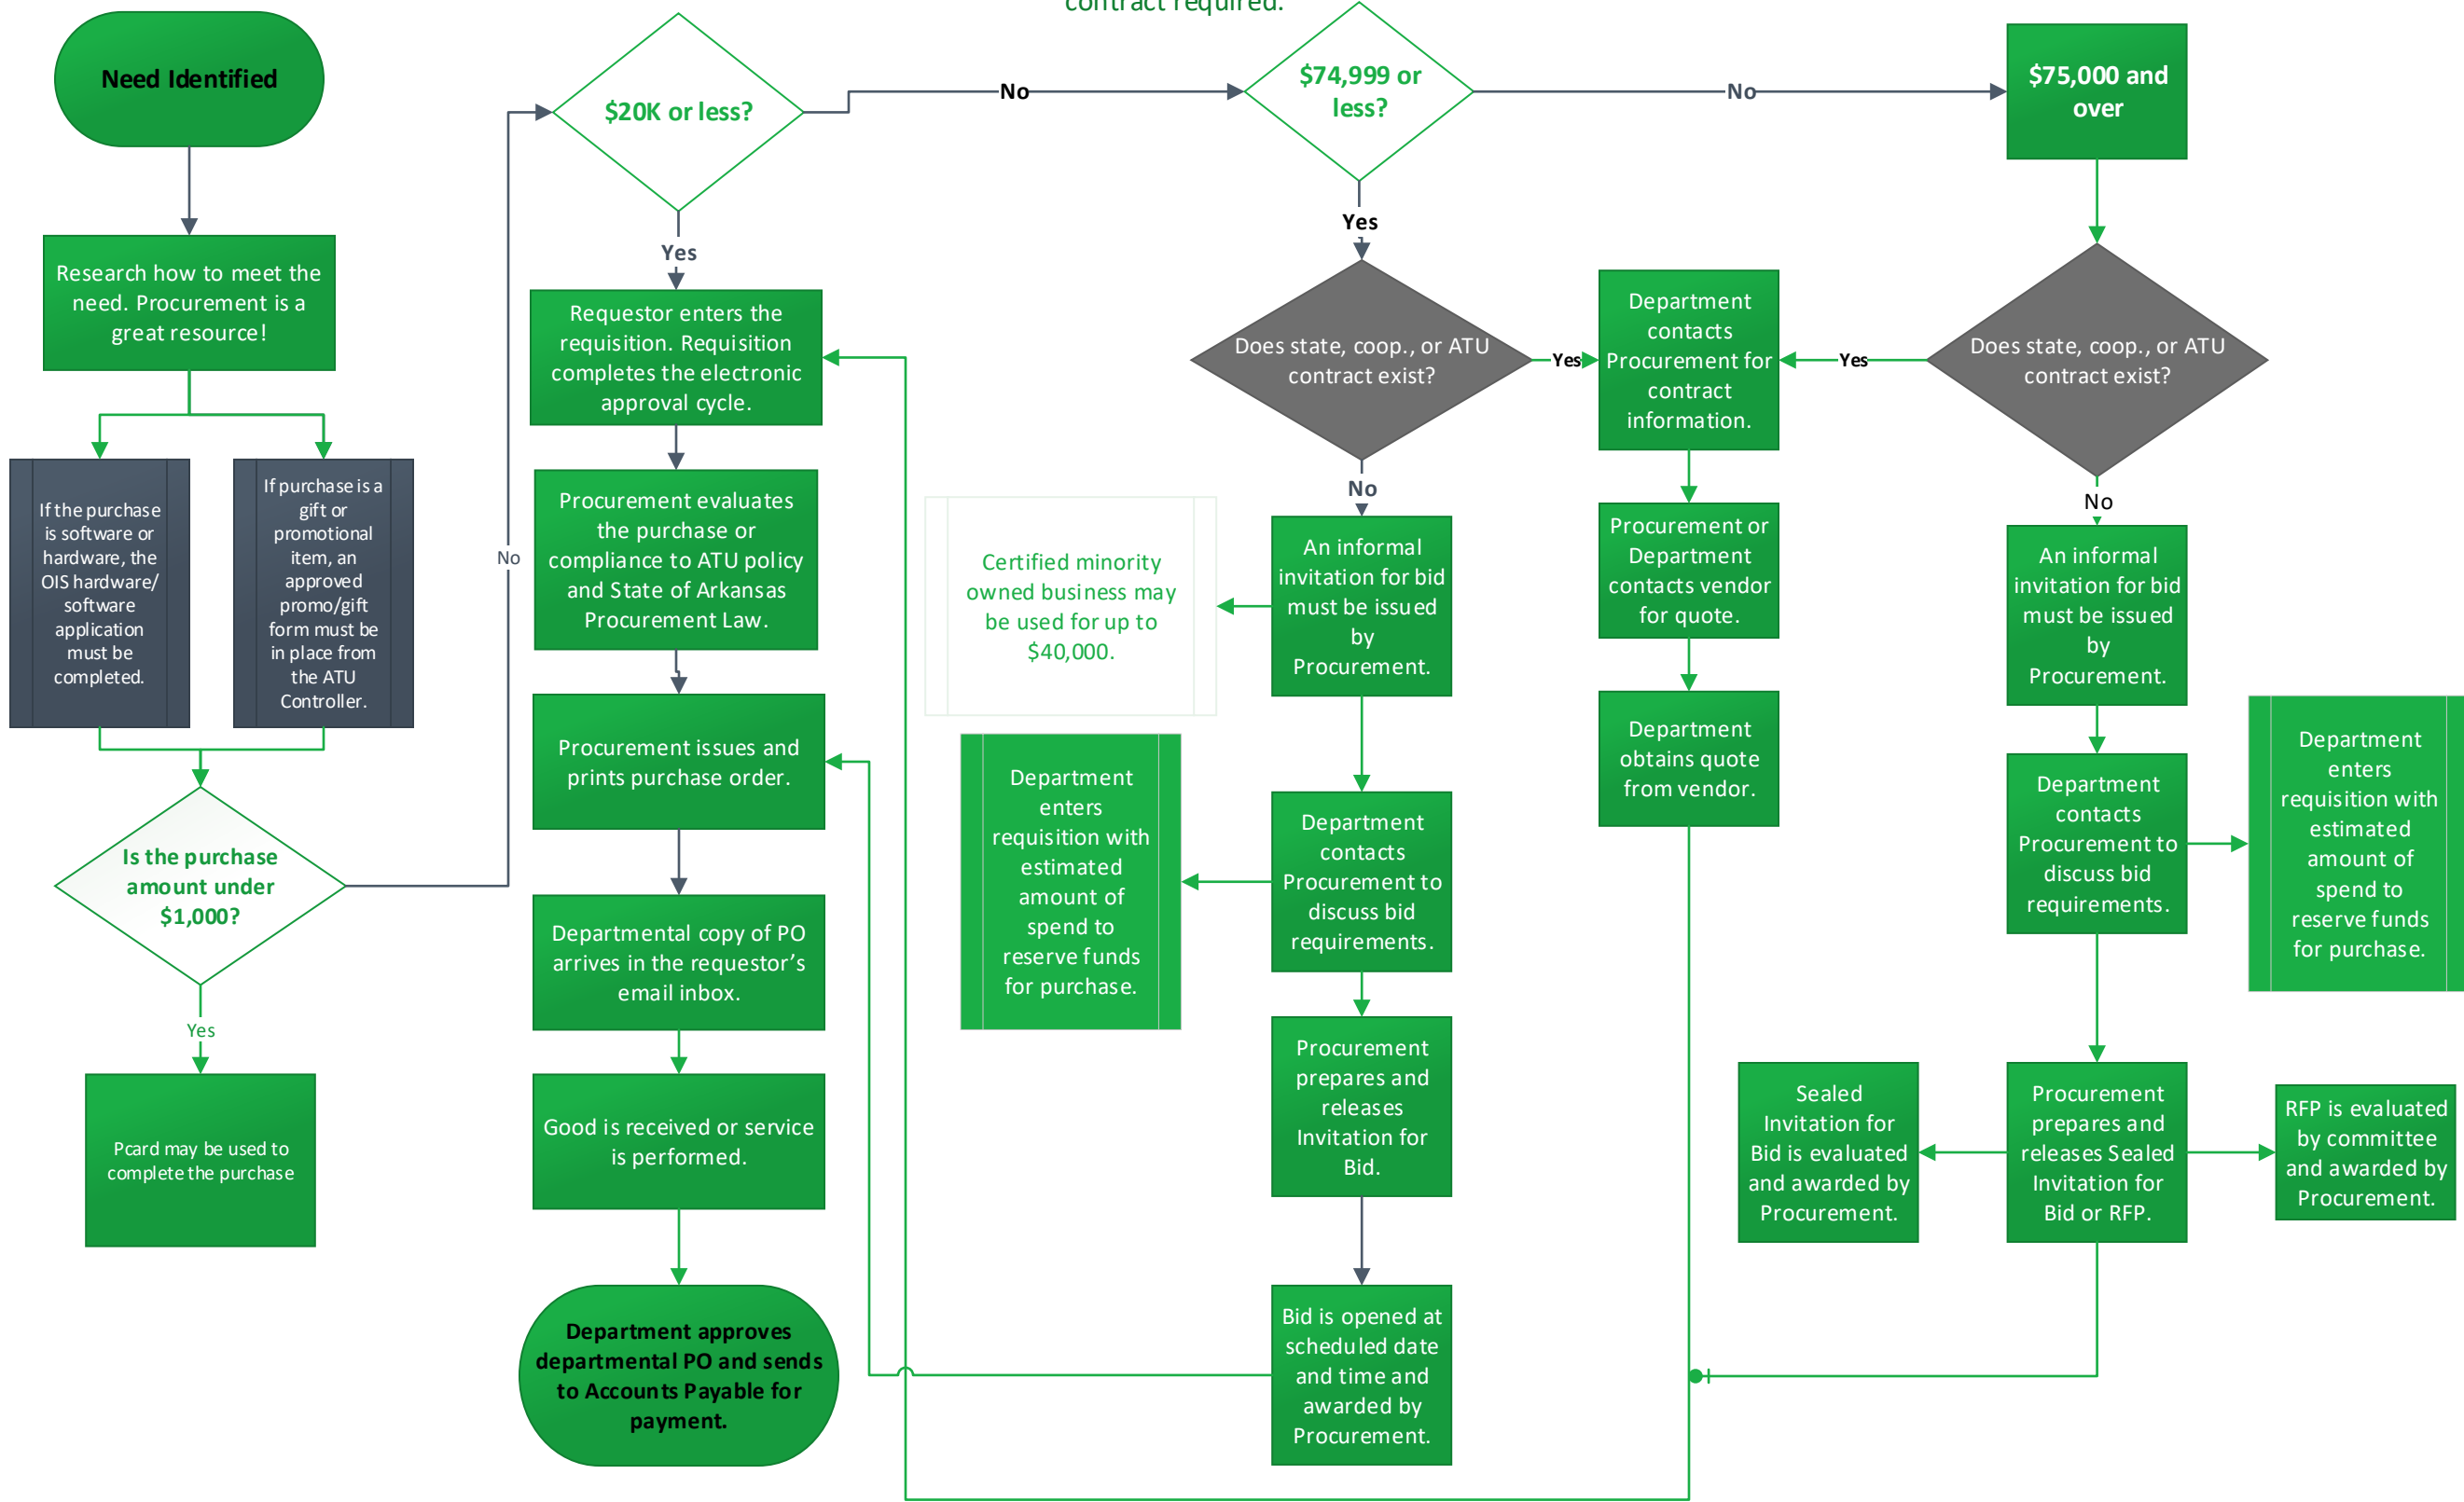 contract required.
Need Identified
Research how to meet the
need. Procurement is a
great resource!
If the purchase
is software or
hardware, the
OIS hardware/
software
application
must be
completed.
If purchase is a
gift or
promotional
item, an
approved
promo/gift
form must be
in place from
the ATU
Controller.
Is the purchase
amount under
$1,000?
Yes
Pcard may be used to
complete the purchase
No
$20K or less?
No
Yes
Requestor enters the
requisition. Requisition
completes the electronic
approval cycle.
Procurement evaluates
the purchase or
compliance to ATU policy
and State of Arkansas
Procurement Law.
Procurement issues and
prints purchase order.
Departmental copy of PO
arrives in the requestor’s
email inbox.
Good is received or service
is performed.
Department approves
departmental PO and sends
to Accounts Payable for
payment.
$74,999 or
less?
No
Yes
Does state, coop., or ATU
contract exist?
Yes
No
An informal
invitation for bid
must be issued
by
Procurement.
Certified minority
owned business may
be used for up to
$40,000.
Department
contacts
Procurement to
discuss bid
requirements.
Department
enters
requisition with
estimated
amount of
spend to
reserve funds
for purchase.
Procurement
prepares and
releases
Invitation for
Bid.
Bid is opened at
scheduled date
and time and
awarded by
Procurement.
Department
contacts
Procurement for
contract
information.
Procurement or
Department
contacts vendor
for quote.
Department
obtains quote
from vendor.
$75,000 and
over
Does state, coop., or ATU
contract exist?
Yes
No
An informal
invitation for bid
must be issued
by
Procurement.
Department
contacts
Procurement to
discuss bid
requirements.
Department
enters
requisition with
estimated
amount of
spend to
reserve funds
for purchase.
Procurement
prepares and
releases Sealed
Invitation for
Bid or RFP.
Sealed
Invitation for
Bid is evaluated
and awarded by
Procurement.
RFP is evaluated
by committee
and awarded by
Procurement.